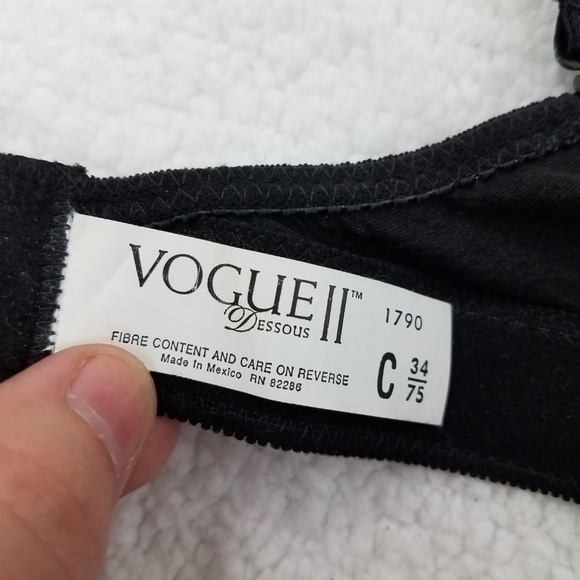 VOGUE II™
Dessous
1790
FIBRE CONTENT AND CARE ON REVERSE
Made in Mexico RN 82286
C 34
75